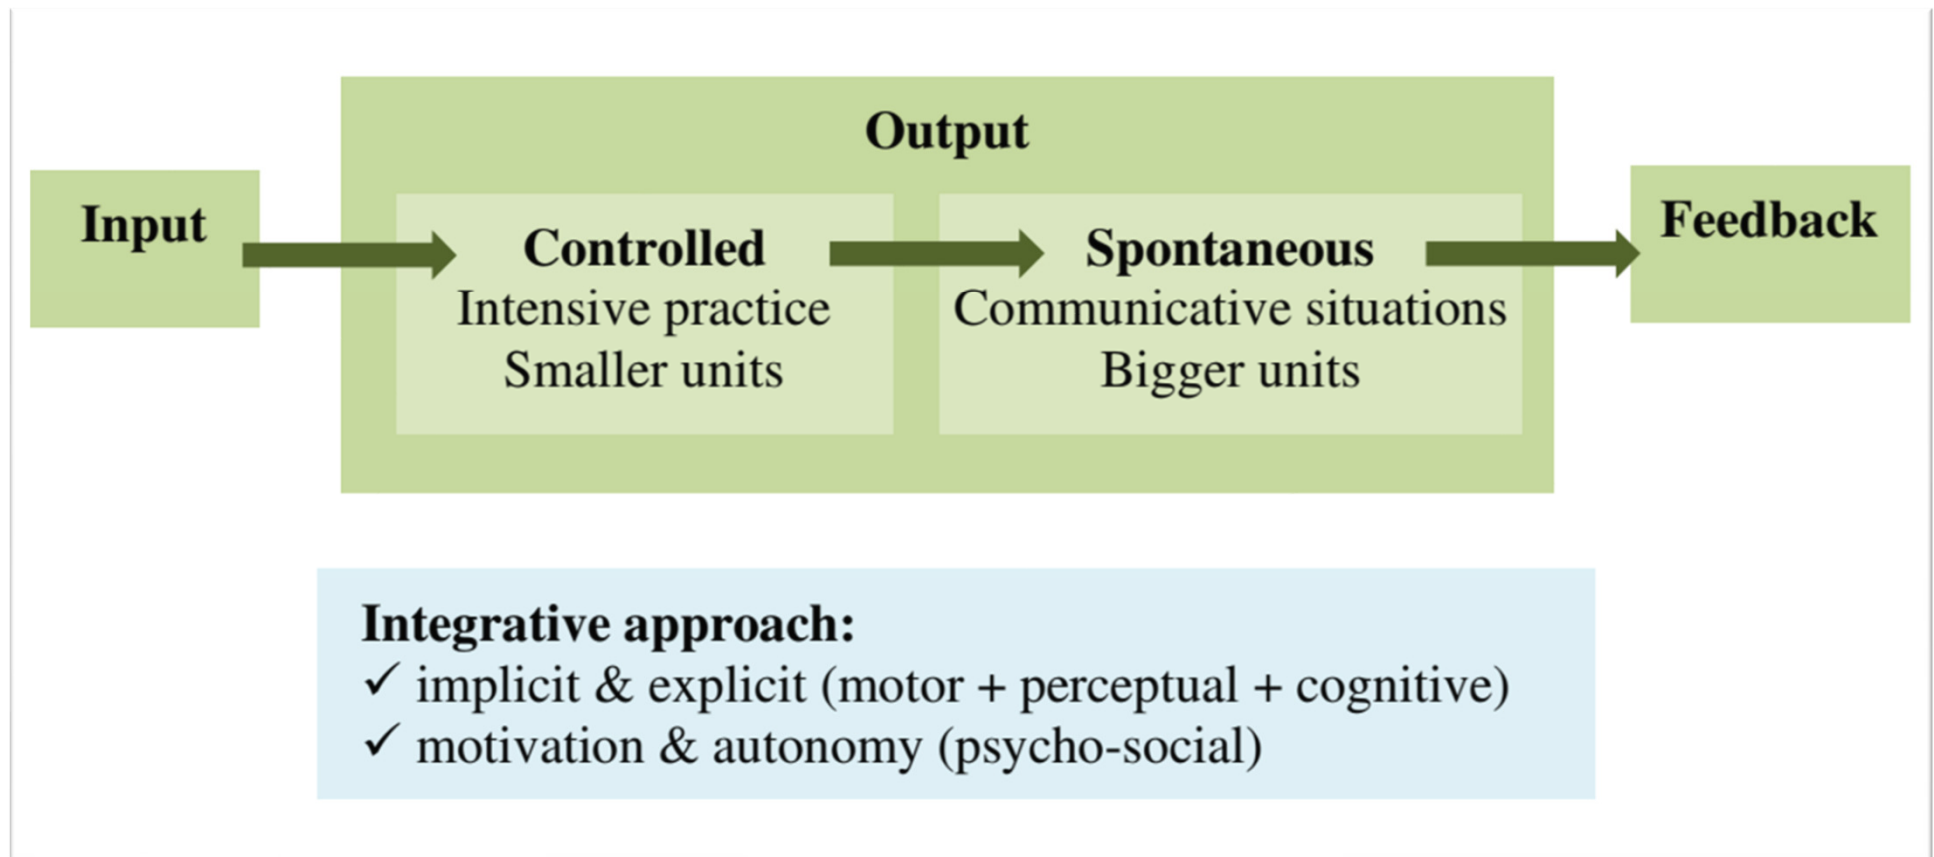 Output
Input
Controlled
Intensive practice
Smaller units
Spontaneous
Communicative situations
Bigger units
Feedback
Integrative approach:
✓ implicit & explicit (motor + perceptual + cognitive)
✓ motivation & autonomy (psycho-social)